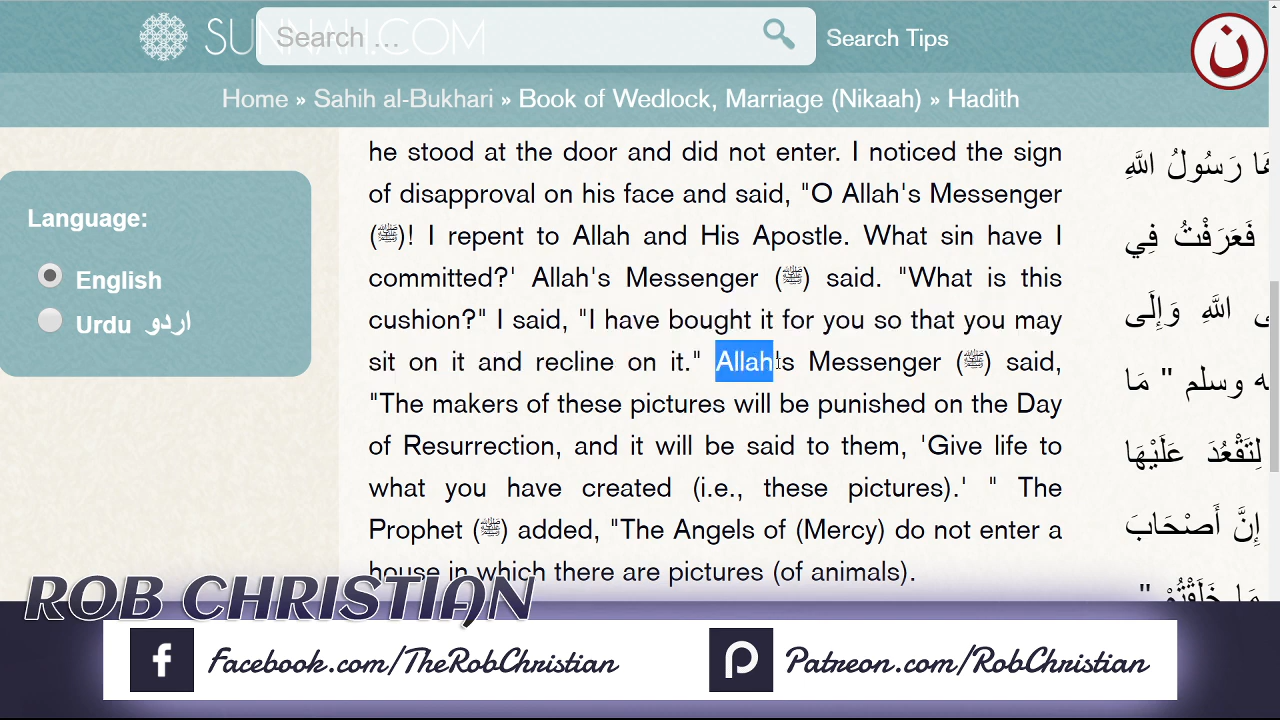 SUNNAH.COM
Search ...
Search Tips
ن
Home » Sahih al-Bukhari » Book of Wedlock, Marriage (Nikaah) » Hadith
Language:
English
Urdu اردو
he stood at the door and did not enter. I noticed the sign
of disapproval on his face and said, "O Allah's Messenger
(ﷺ)! I repent to Allah and His Apostle. What sin have I
committed?' Allah's Messenger (ﷺ) said. "What is this
cushion?" I said, "I have bought it for you so that you may
sit on it and recline on it." Allah's Messenger (ﷺ) said,
"The makers of these pictures will be punished on the Day
of Resurrection, and it will be said to them, 'Give life to
what you have created (i.e., these pictures).' " The
Prophet (ﷺ) added, "The Angels of (Mercy) do not enter a
house in which there are pictures (of animals).
رَسُولُ اللَّهِ
فَعَرَفْتُ فِي
اللَّهِ وَإِلَى
وسلم " مَا
لِتَقْعُدَ عَلَيْهَا
إِنَّ أَصْحَابَ
مَا خَلَقْتُمْ "
ROB CHRISTIAN
Facebook.com/TheRobChristian
Patreon.com/RobChristian